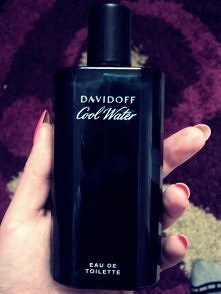 DAVIDOFF
Cool Water
EAU DE
TOILETTE